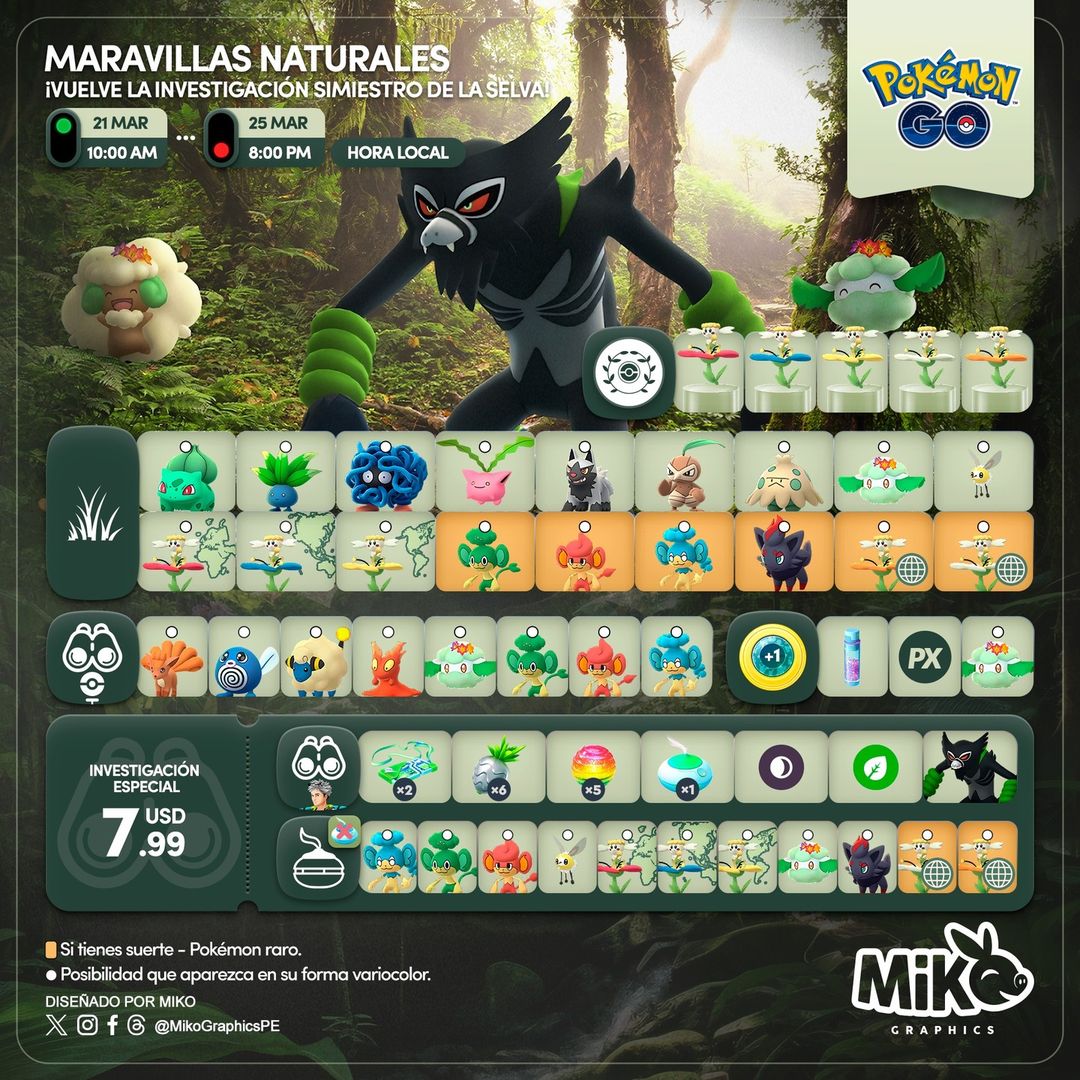 MARAVILLAS NATURALES
¡VUELVE LA INVESTIGACIÓN SIMIESTRO DE LA SELVA!
21 MAR
10:00 AM
...
25 MAR
8:00 PM
HORA LOCAL
POKÉMON
GO
+1
PX
INVESTIGACIÓN
ESPECIAL
7.99 USD
×2
×6
×5
×1
Si tienes suerte - Pokémon raro.
Posibilidad que aparezca en su forma variocolor.
DISEÑADO POR MIKO
@MikoGraphicsPE
MiKO
GRAPHICS